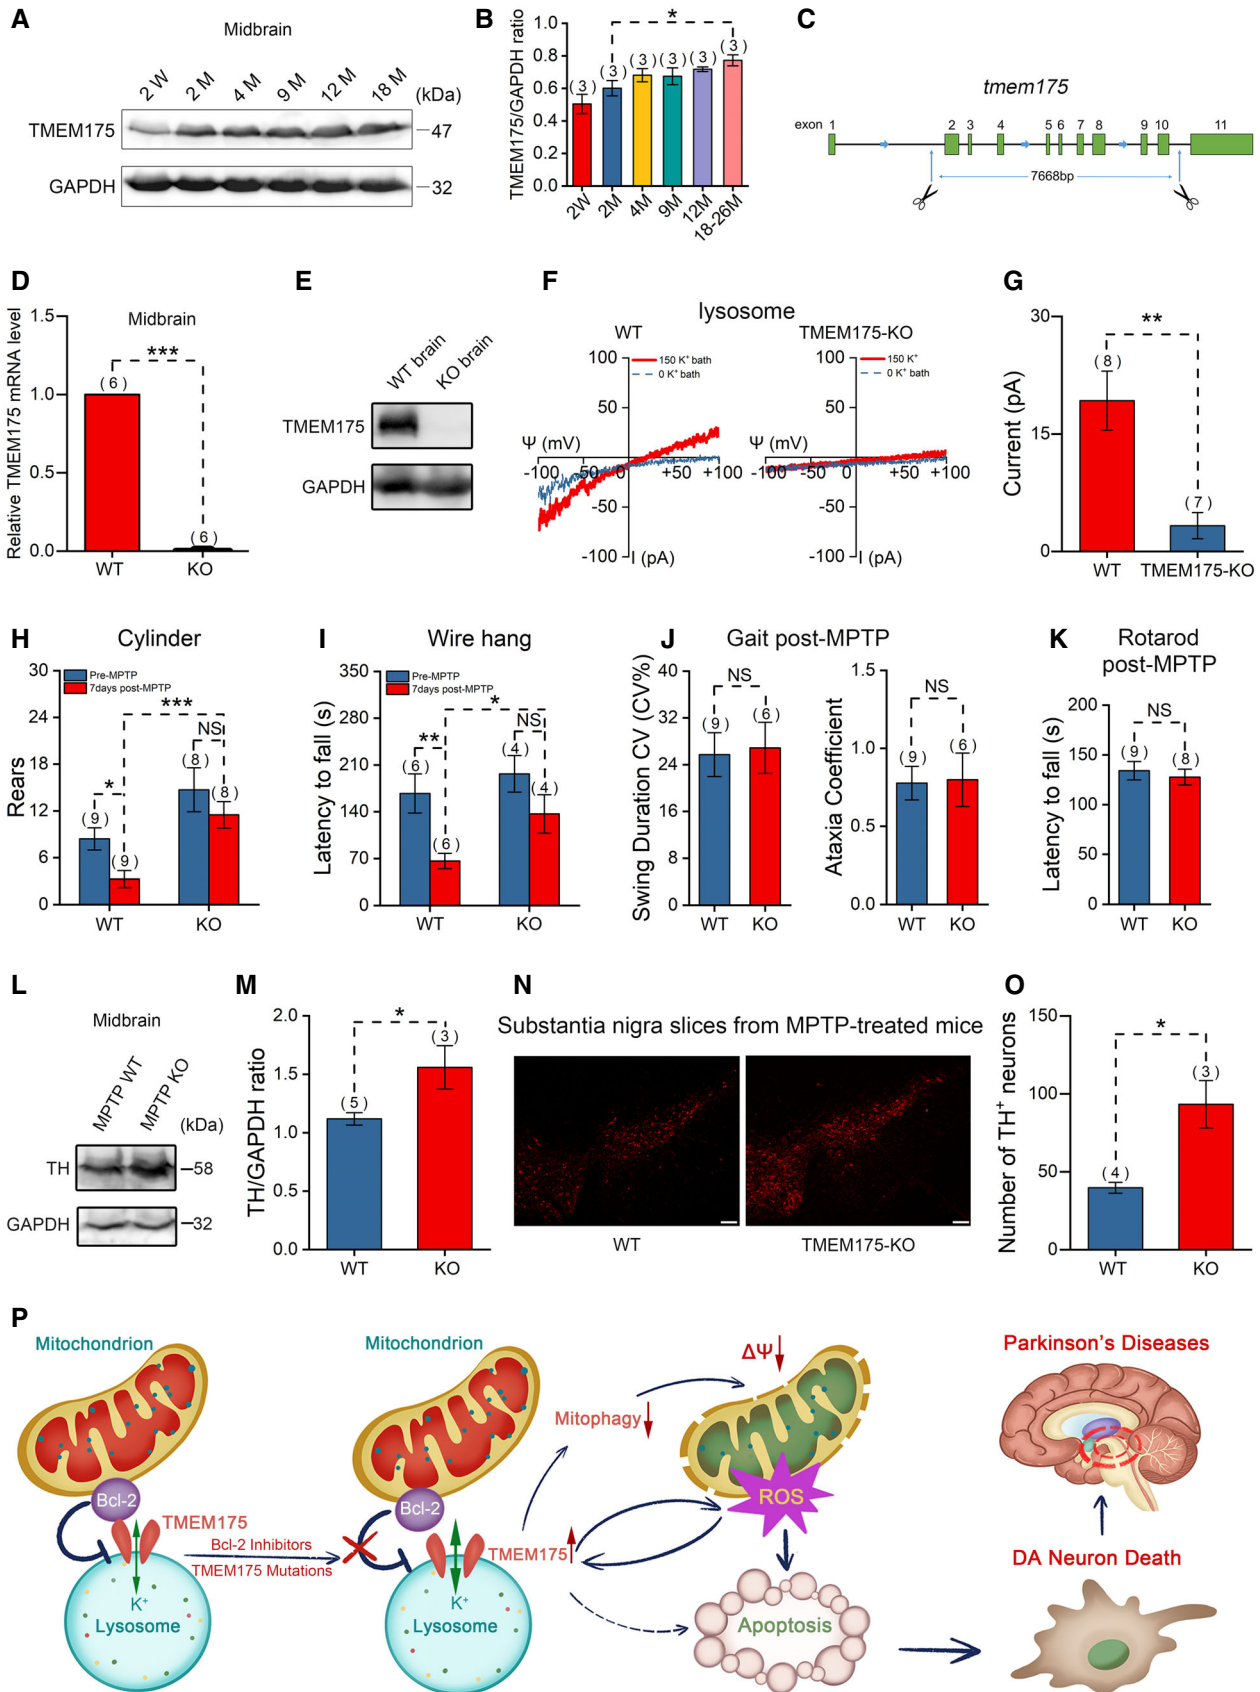 A
Midbrain
2 W
2 M
4 M
9 M
12 M
18 M
(kDa)
TMEM175
47
GAPDH
32
B
TMEM175/GAPDH ratio
1.0
0.8
0.6
0.4
0.2
0.0
*
(3)
(3)
(3)
(3)
(3)
(3)
2W
2M
4M
9M
12M
18-26M
C
tmem175
exon 1
2
3
4
5
6
7
8
9
10
11
7668bp
D
Relative TMEM175 mRNA level
1.5
1.0
0.5
0.0
Midbrain
***
(6)
(6)
WT
KO
E
WT brain
KO brain
TMEM175
GAPDH
F
lysosome
WT
100
50
-50
-100
150 K⁺ bath
0 K⁺ bath
Ψ (mV)
-100
-50
0
+50
+100
I (pA)
TMEM175-KO
100
50
-50
-100
150 K⁺
0 K⁺ bath
Ψ (mV)
-100
-50
0
+50
+100
I (pA)
G
Current (pA)
30
15
0
**
(8)
(7)
WT
TMEM175-KO
H
Cylinder
Rears
30
24
18
12
6
0
Pre-MPTP
7days post-MPTP
***
NS
*
(9)
(9)
(8)
(8)
WT
KO
I
Wire hang
Latency to fall (s)
350
280
210
140
70
0
Pre-MPTP
7days post-MPTP
*
**
NS
(6)
(6)
(4)
(4)
WT
KO
J
Gait post-MPTP
Swing Duration CV (CV%)
40
32
24
16
8
0
NS
(9)
(6)
WT
KO
Ataxia Coefficient
1.5
1.0
0.5
0.0
NS
(9)
(6)
WT
KO
K
Rotarod
post-MPTP
Latency to fall (s)
200
150
100
50
0
NS
(9)
(8)
WT
KO
L
Midbrain
MPTP WT
MPTP KO
(kDa)
TH
58
GAPDH
32
M
TH/GAPDH ratio
2.0
1.5
1.0
0.5
0.0
*
(5)
(3)
WT
KO
N
Substantia nigra slices from MPTP-treated mice
WT
TMEM175-KO
O
Number of TH⁺ neurons
150
100
50
0
*
(4)
(3)
WT
KO
P
Mitochondrion
Bcl-2
TMEM175
K⁺
Lysosome
Bcl-2 Inhibitors
TMEM175 Mutations
Mitochondrion
Bcl-2
TMEM175
K⁺
Lysosome
Mitophagy
ΔΨ
ROS
Apoptosis
Parkinson's Diseases
DA Neuron Death